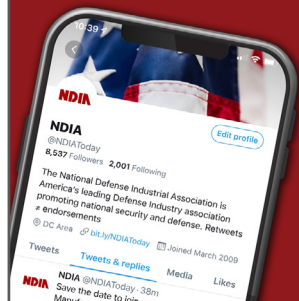 10:39
NDIA
NDIA
Edit profile
@NDIAToday
8,537 Followers 2,001 Following
The National Defense Industrial Association is
America's leading Defense Industry association
promoting national security and defense. Retweets
≠ endorsements
DC Area bit.ly/NDIAToday Joined March 2009
Tweets Tweets & replies Media Likes
NDIA
NDIA @NDIAToday · 38m
Save the date to join